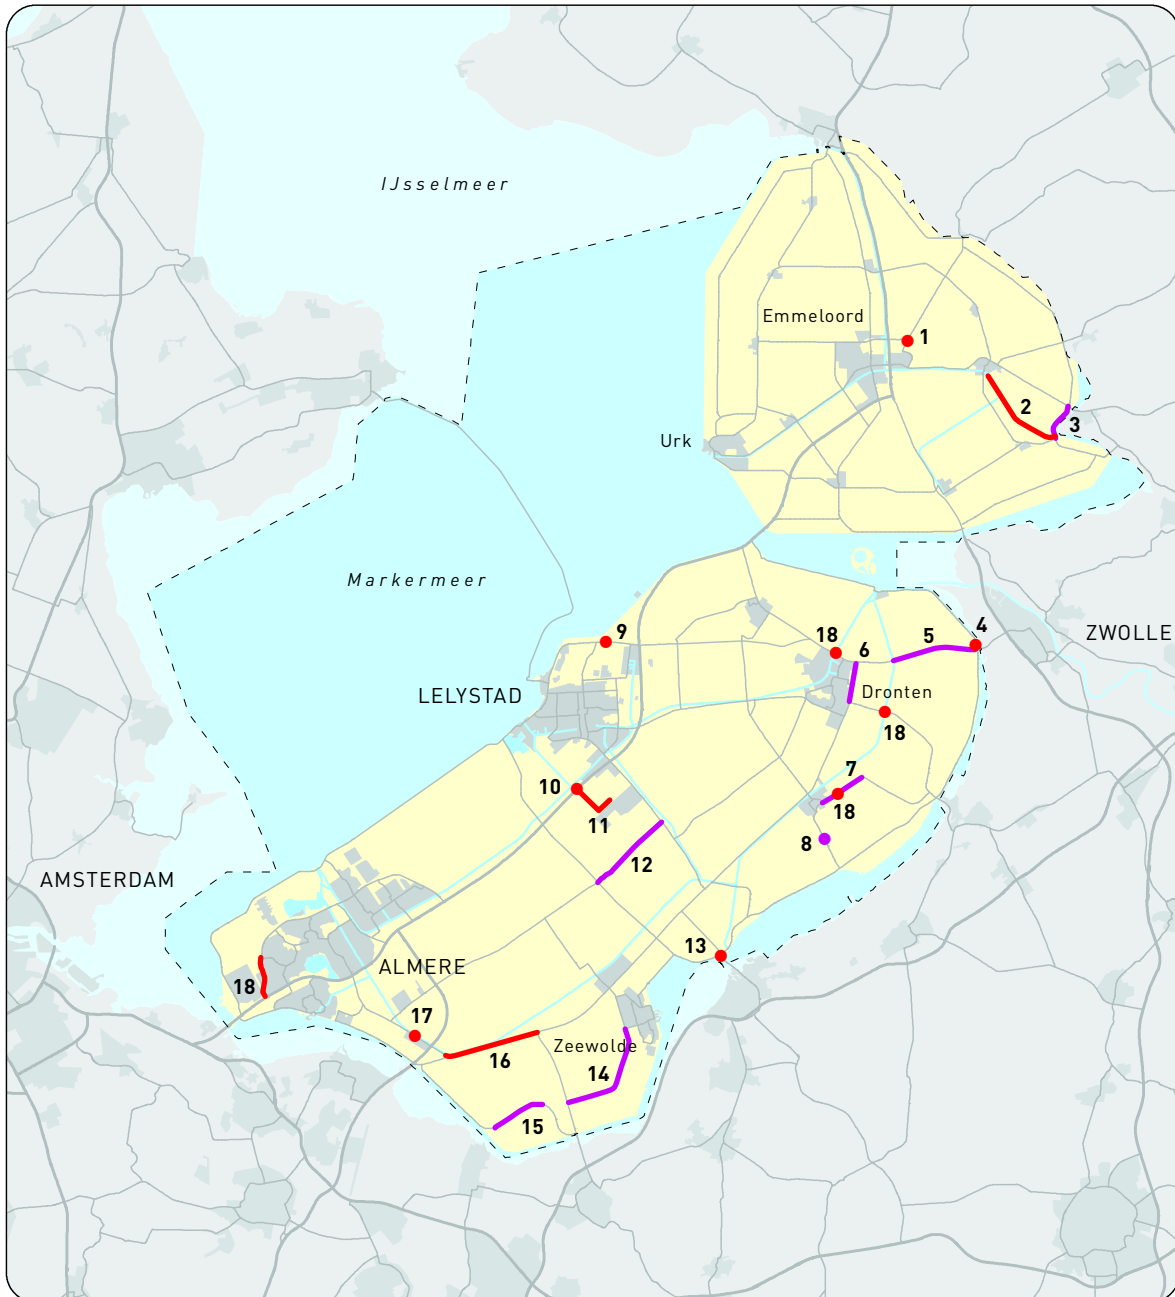 IJsselmeer
Emmeloord
1
2
3
Urk
Markermeer
9
18
6
5
4
ZWOLLE
LELYSTAD
Dronten
18
7
10
18
11
8
12
AMSTERDAM
13
ALMERE
18
17
Zeewolde
16
14
15